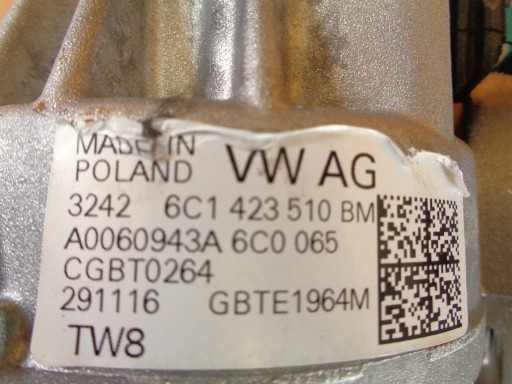 MADE IN
POLAND VW AG
3242 6C1 423 510 BM
A0060943A 6C0 065
CGBT0264
291116 GBTE1964M
TW8